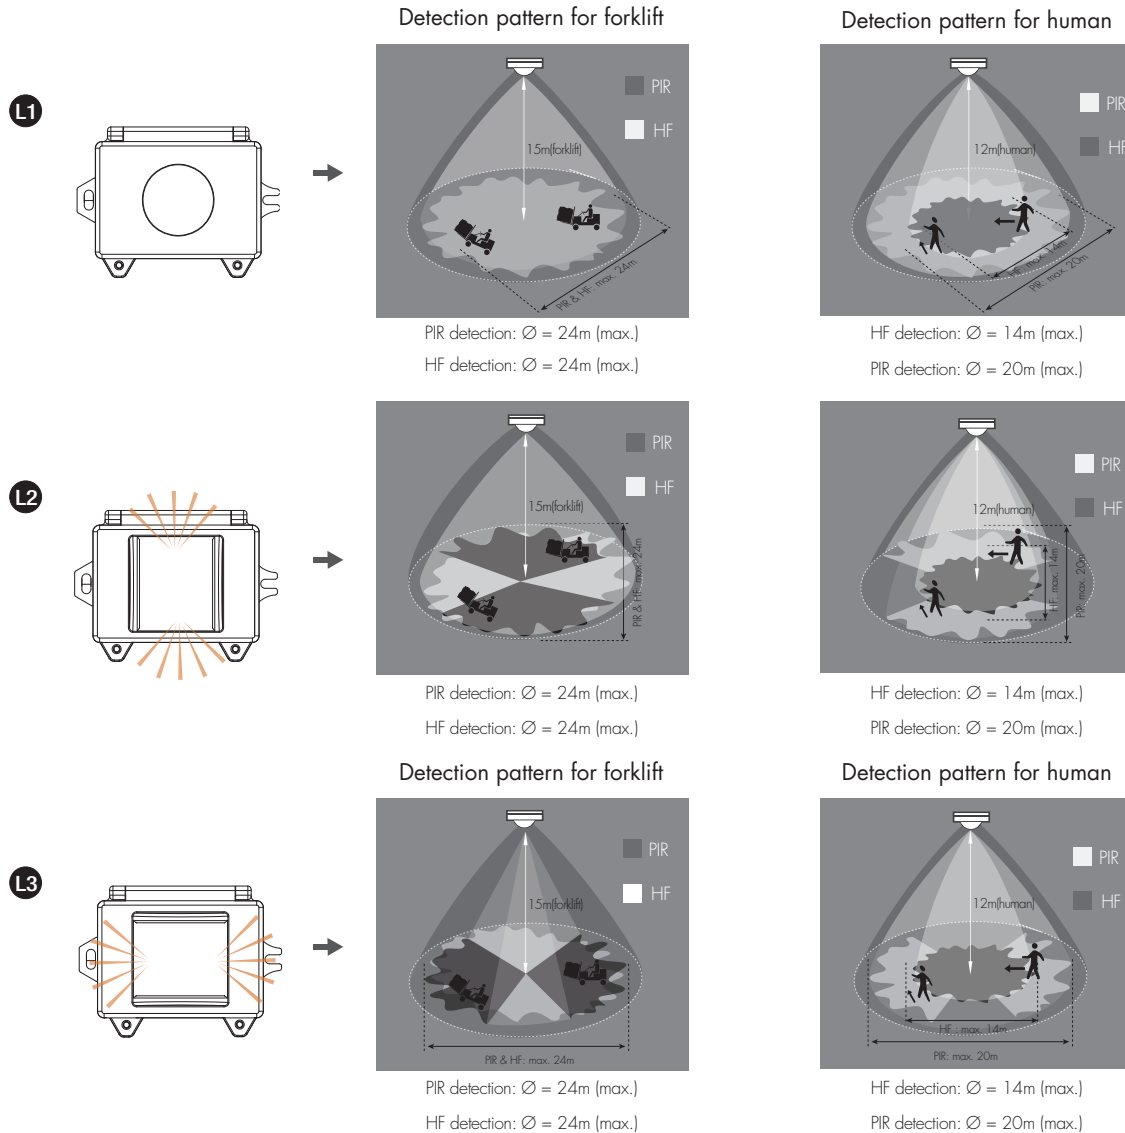 Detection pattern for forklift
Detection pattern for human
L1
PIR
HF
15m(forklift)
PIR & HF: max. 24m
PIR
HF
12m(human)
HF: max. 14m
PIR: max. 20m
PIR detection: Ø = 24m (max.)
HF detection: Ø = 24m (max.)
HF detection: Ø = 14m (max.)
PIR detection: Ø = 20m (max.)
L2
PIR
HF
15m(forklift)
PIR & HF: max. 24m
PIR
HF
12m(human)
HF: max. 14m
PIR: max. 20m
PIR detection: Ø = 24m (max.)
HF detection: Ø = 24m (max.)
HF detection: Ø = 14m (max.)
PIR detection: Ø = 20m (max.)
Detection pattern for forklift
Detection pattern for human
L3
PIR
HF
15m(forklift)
PIR & HF: max. 24m
PIR
HF
12m(human)
HF : max. 14m
PIR: max. 20m
PIR detection: Ø = 24m (max.)
HF detection: Ø = 24m (max.)
HF detection: Ø = 14m (max.)
PIR detection: Ø = 20m (max.)